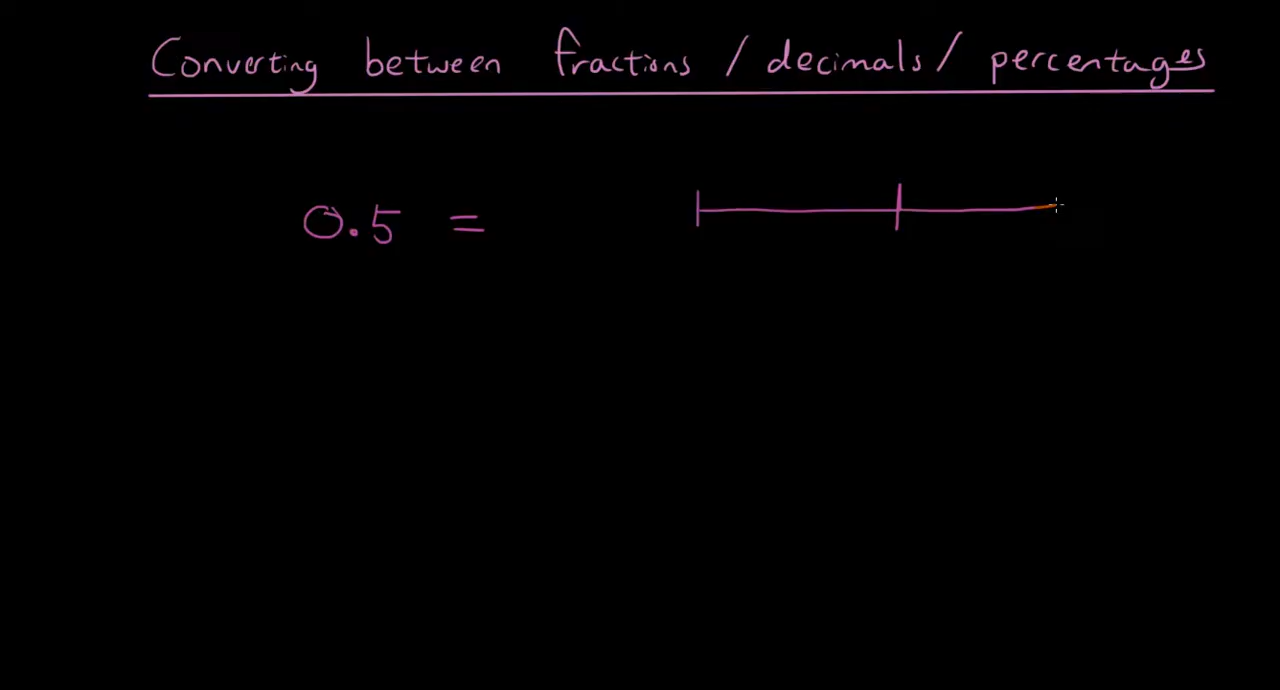 Converting between fractions / decimals / percentages
0.5 =